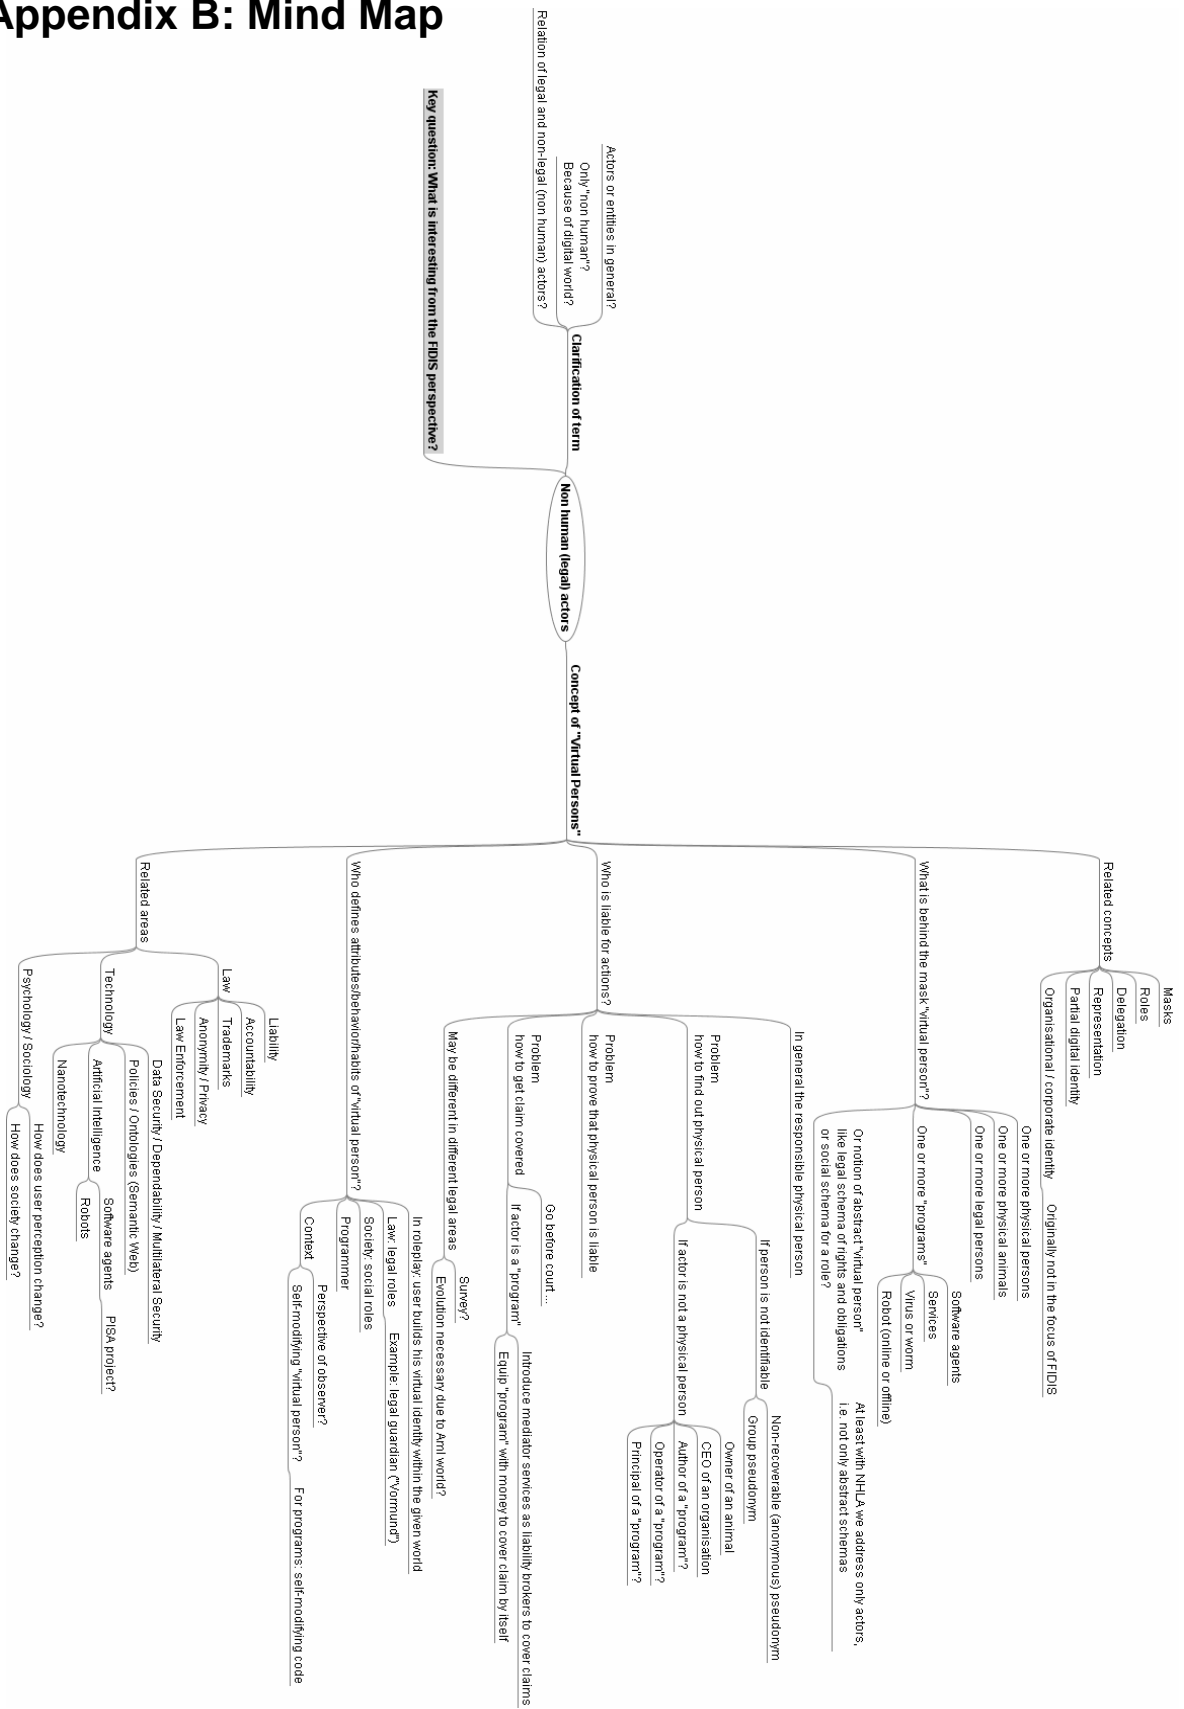 Appendix B: Mind Map
Non human (legal) actors
Clarification of term
Actors or entities in general?
Only "non human"?
Because of digital world?
Relation of legal and non-legal (non human) actors?
Key question: What is interesting from the FIDIS perspective?
Concept of "Virtual Persons"
Related concepts
Masks
Roles
Delegation
Representation
Partial digital identity
Organisational / corporate identity
Originally not in the focus of FIDIS
What is behind the mask "virtual person"?
One or more physical persons
One or more physical animals
One or more legal persons
One or more "programs"
Software agents
Services
Virus or worm
Robot (online or offline)
Or notion of abstract "virtual person"
like legal schema of rights and obligations
or social schema for a role?
At least with NHLA we address only actors,
i.e. not only abstract schemas
Who is liable for actions?
In general the responsible physical person
Problem
how to find out physical person
If person is not identifiable
Non-recoverable (anonymous) pseudonym
Group pseudonym
If actor is not a physical person
Owner of an animal
CEO of an organisation
Author of a "program"?
Operator of a "program"?
Principal of a "program"?
Problem
how to prove that physical person is liable
Problem
how to get claim covered
Go before court ...
If actor is a "program"
Introduce mediator services as liability brokers to cover claims
Equip "program" with money to cover claim by itself
May be different in different legal areas
Survey?
Evolution necessary due to AmI world?
Who defines attributes/behavior/habits of "virtual person"?
In roleplay: user builds his virtual identity within the given world
Law: legal roles
Example: legal guardian ("Vormund")
Society: social roles
Programmer
Context
Perspective of observer?
Self-modifying "virtual person"?
For programs: self-modifying code
Related areas
Law
Liability
Accountability
Trademarks
Anonymity / Privacy
Law Enforcement
Technology
Data Security / Dependability / Multilateral Security
Policies / Ontologies (Semantic Web)
Artificial Intelligence
Software agents
PISA project?
Robots
Nanotechnology
Psychology / Sociology
How does user perception change?
How does society change?